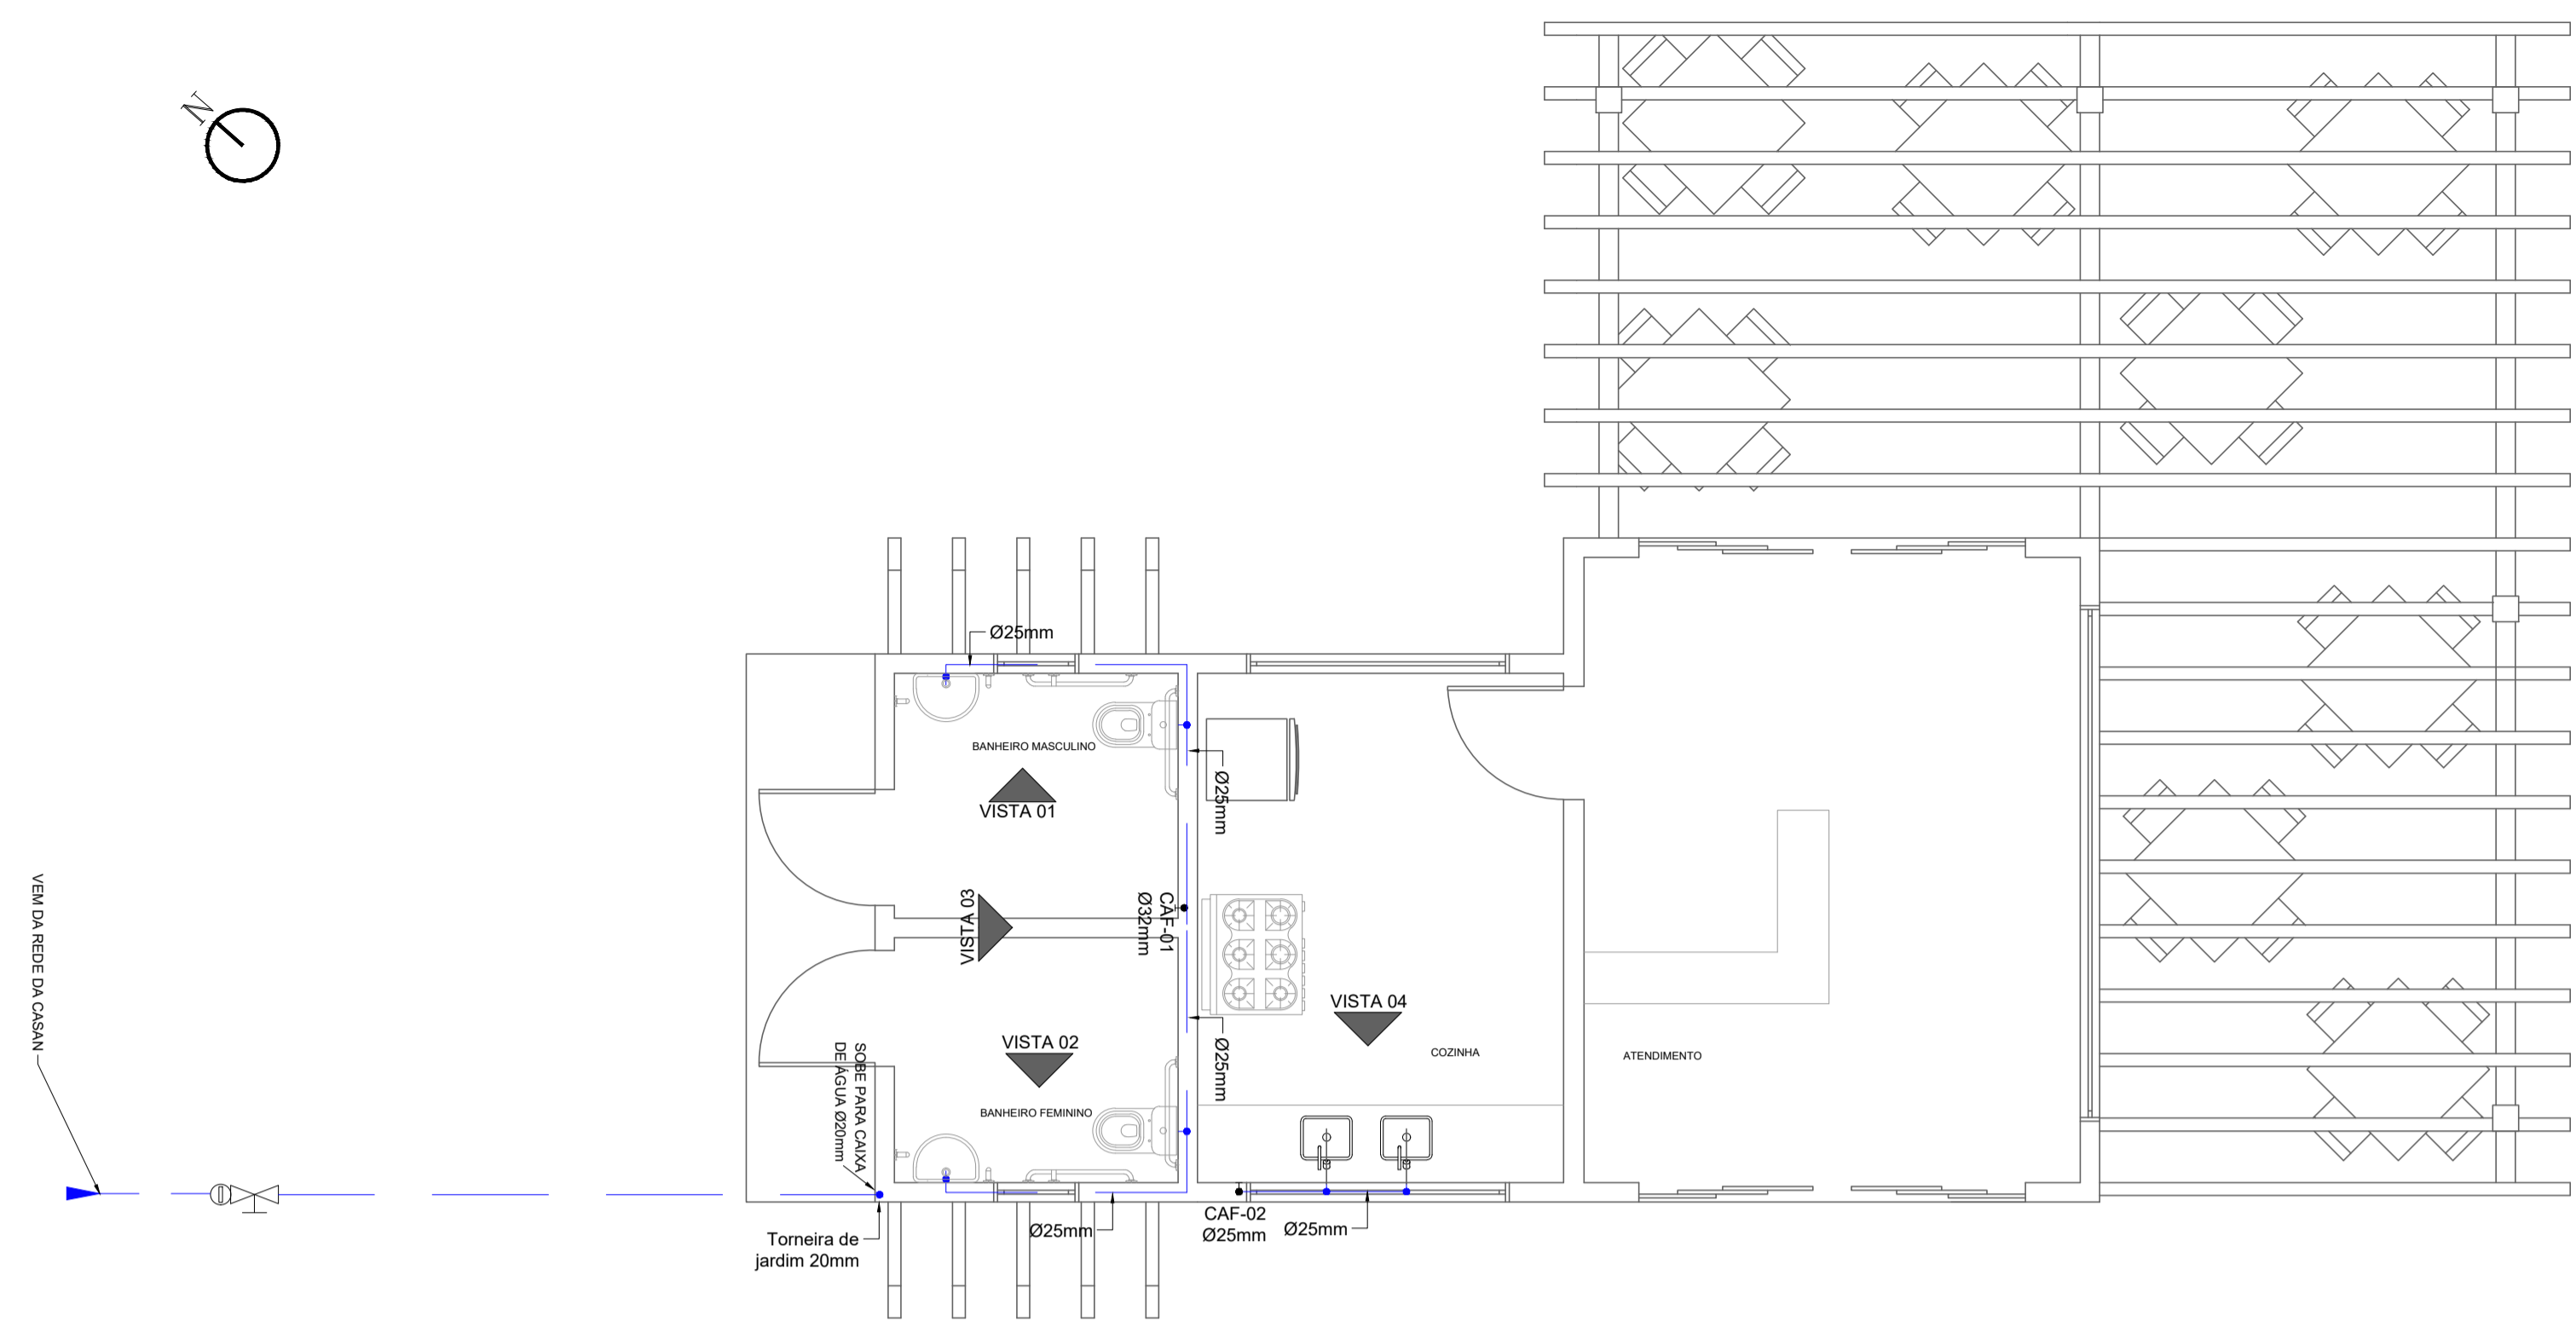 N
Ø25mm
BANHEIRO MASCULINO
VISTA 01
Ø25mm
CAF-01
Ø32mm
VISTA 03
VEM DA REDE DA CASAN
VISTA 04
VISTA 02
SOBE PARA CAIXA
DE ÁGUA Ø20mm
Ø25mm
COZINHA
ATENDIMENTO
BANHEIRO FEMININO
CAF-02
Ø25mm
Ø25mm
Ø25mm
Torneira de
jardim 20mm